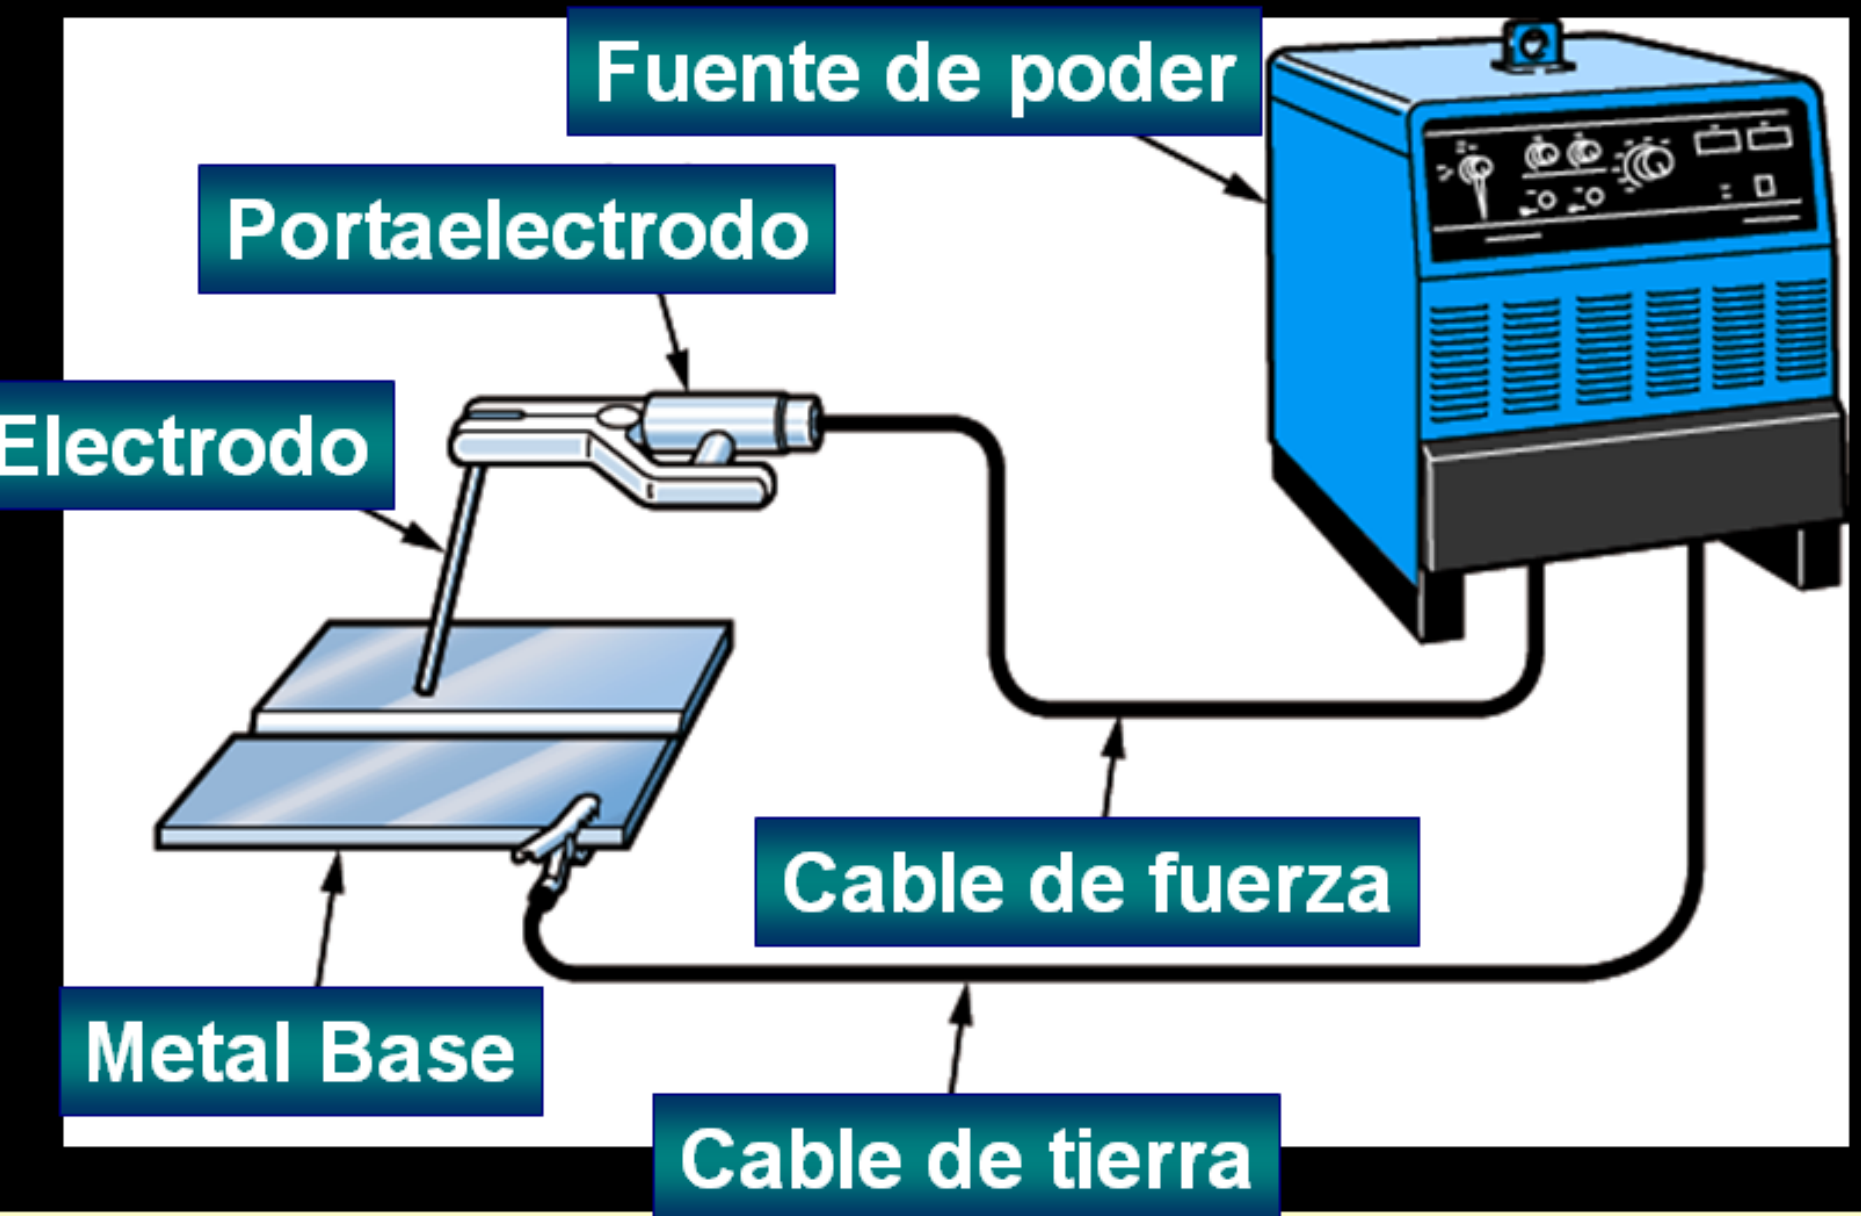 Fuente de poder
Portaelectrodo
Electrodo
Cable de fuerza
Metal Base
Cable de tierra